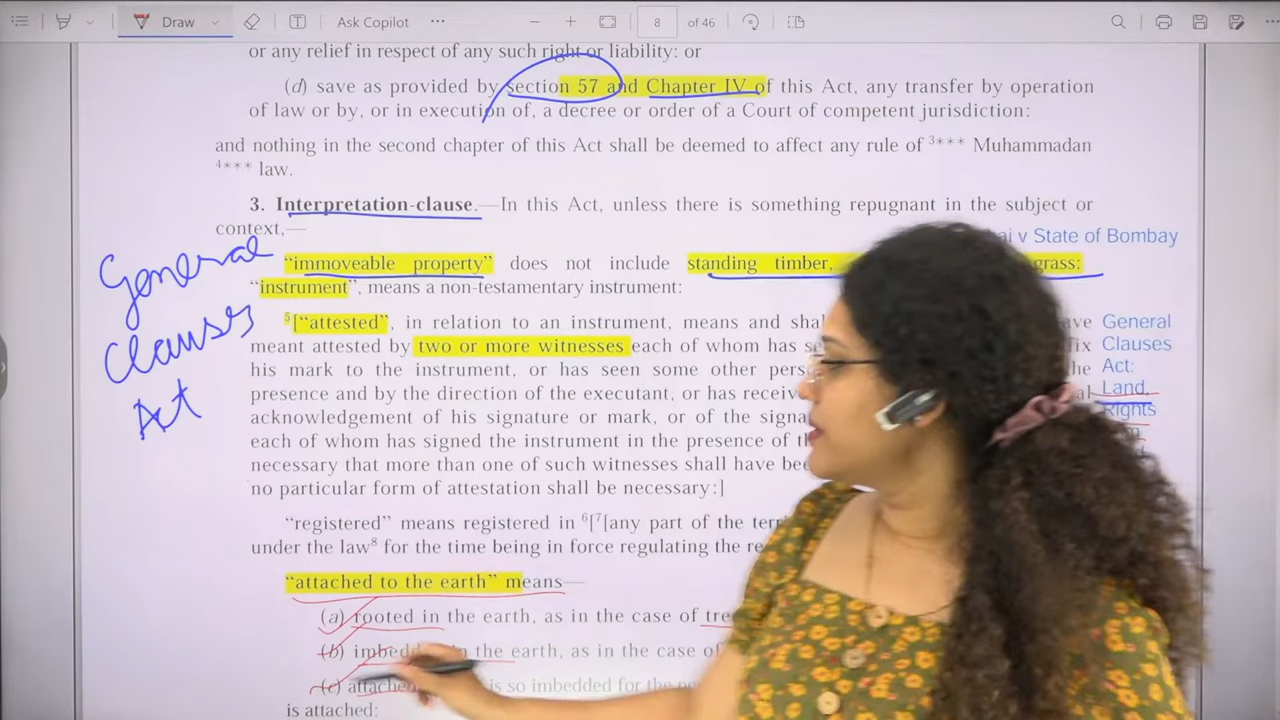 Draw
Ask Copilot
8 of 46
or any relief in respect of any such right or liability: or
(d) save as provided by section 57 and Chapter IV of this Act, any transfer by operation
of law or by, or in execution of, a decree or order of a Court of competent jurisdiction:
and nothing in the second chapter of this Act shall be deemed to affect any rule of 3*** Muhammadan
4*** law.
3. Interpretation-clause.—In this Act, unless there is something repugnant in the subject or
context,—
v State of Bombay
"immoveable property" does not include standing timber, grass:
"instrument", means a non-testamentary instrument:
5["attested", in relation to an instrument, means and
meant attested by two or more witnesses each of whom has
his mark to the instrument, or has seen some other
presence and by the direction of the executant, or has
acknowledgement of his signature or mark, or of the
each of whom has signed the instrument in the presence of
necessary that more than one of such witnesses shall have
no particular form of attestation shall be necessary:]
General
Clauses
Act:
Land,
Rights
General
Clauses
Act
"registered" means registered in 6[7[any part of the
under the law8 for the time being in force regulating the
"attached to the earth" means—
(a) rooted in the earth, as in the case of
(b) the earth, as in the case of
(c) is so imbedded for the
is attached: